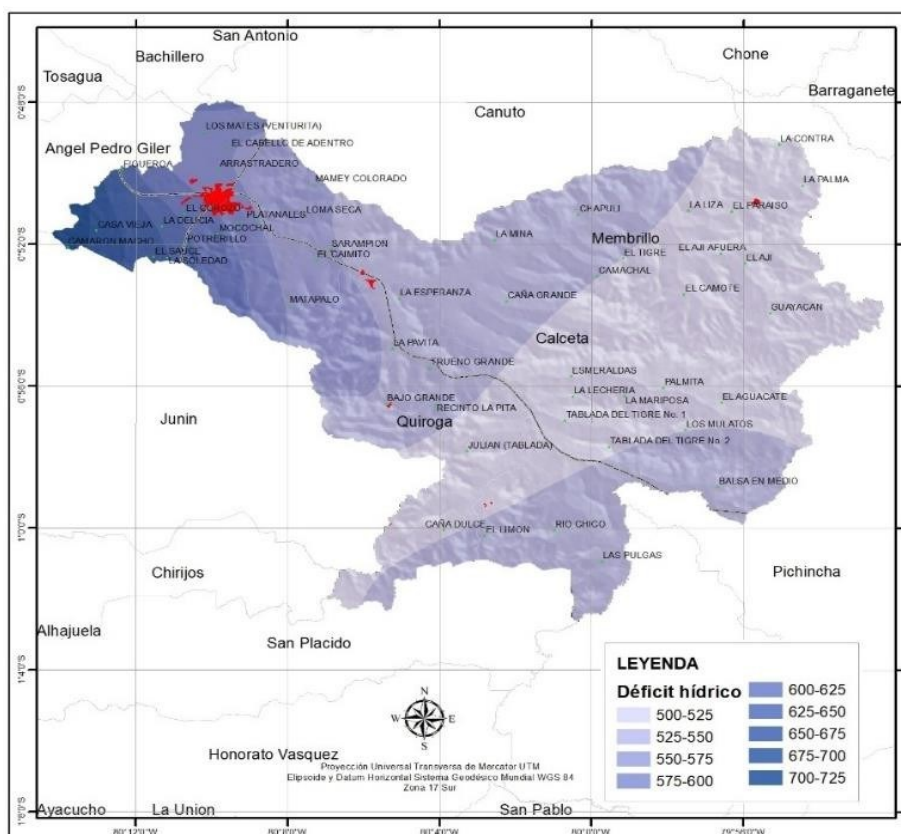 San Antonio
Bachillero
Chone
Tosagua
Barraganete
0°48'0"S
Canuto
LOS MATES (VENTURITA)
EL CABELLO DE ADENTRO
LA CONTRA
Angel Pedro Giler
FIGUEROA
ARRASTRADERO
MAMEY COLORADO
LA PALMA
EL COROZO
PLATANALES
LOMA SECA
CHAPULI
LA LIZA
EL PARAISO
CASA VIEJA
LA DELICIA
MOCOCHAL
CAMARON MACHO
POTRERILLO
SARAMPION
LA MINA
Membrillo
EL SAUCE
EL CAIMITO
EL TIGRE
EL AJI AFUERA
LA SOLEDAD
CAMACHAL
EL AJI
MATAPALO
LA ESPERANZA
CAÑA GRANDE
EL CAMOTE
GUAYACAN
Calceta
LA PAVITA
TRUENO GRANDE
0°56'0"S
ESMERALDAS
PALMITA
BAJO GRANDE
LA LECHERIA
LA MARIPOSA
EL AGUACATE
RECINTO LA PITA
Junin
Quiroga
TABLADA DEL TIGRE No. 1
LOS MULATOS
JULIAN (TABLADA)
TABLADA DEL TIGRE No. 2
BALSA EN MEDIO
1°0'0"S
CAÑA DULCE
EL LIMON
RIO CHICO
LAS PULGAS
Chirijos
Pichincha
Alhajuela
San Placido
1°4'0"S
LEYENDA
Déficit hídrico
500-525
525-550
550-575
575-600
600-625
625-650
650-675
675-700
700-725
N
W E
S
Honorato Vasquez
Proyección Universal Transversa de Mercator UTM
Elipsoide y Datum Horizontal Sistema Geodésico Mundial WGS 84
Zona 17 Sur
Ayacucho
La Union
San Pablo
1°8'0"S